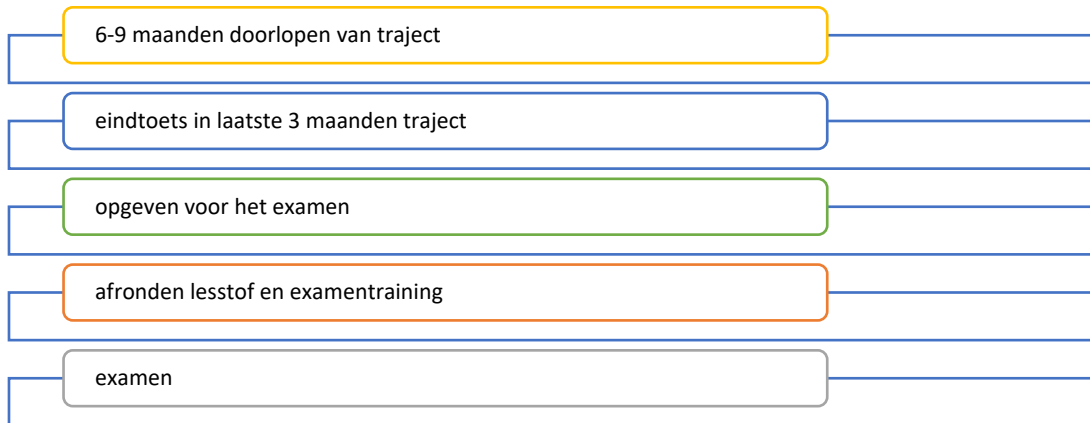 6-9 maanden doorlopen van traject
eindtoets in laatste 3 maanden traject
opgeven voor het examen
afronden lesstof en examentraining
examen